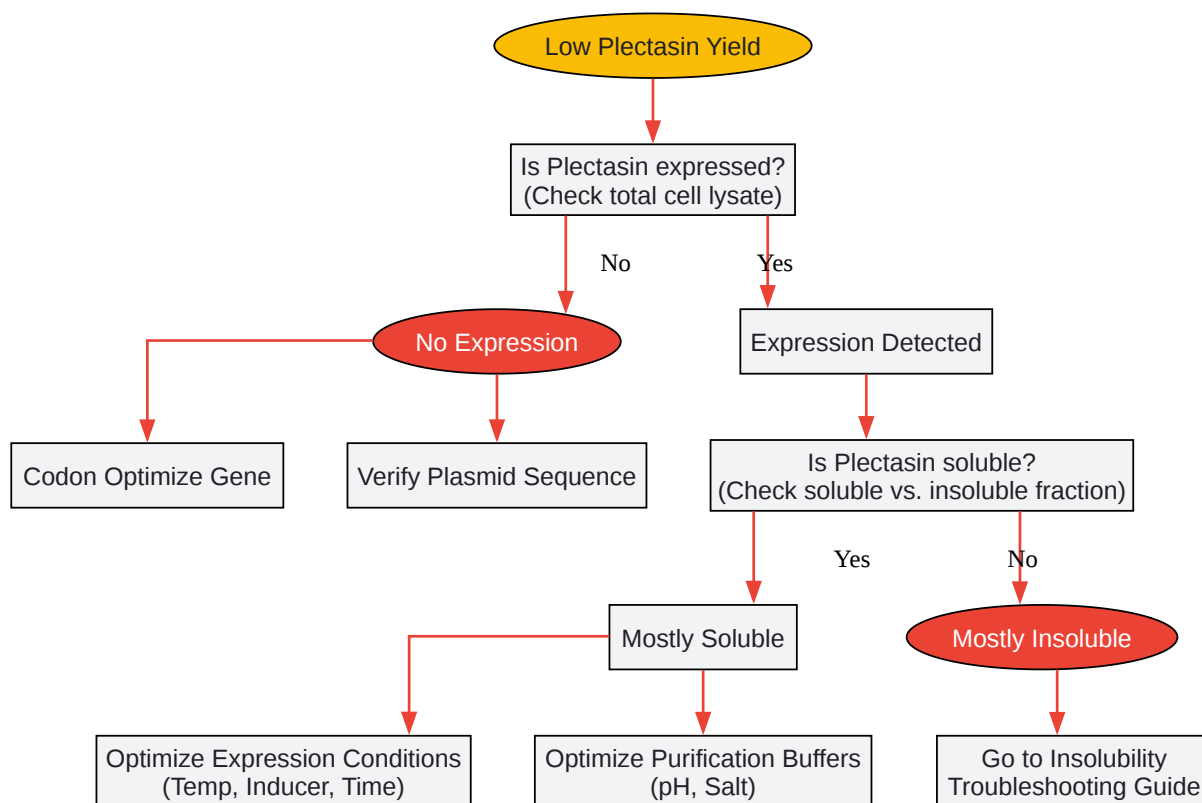 Low Plectasin Yield
Is Plectasin expressed?
(Check total cell lysate)
No
Yes
No Expression
Expression Detected
Codon Optimize Gene
Verify Plasmid Sequence
Is Plectasin soluble?
(Check soluble vs. insoluble fraction)
Yes
No
Mostly Soluble
Mostly Insoluble
Optimize Expression Conditions
(Temp, Inducer, Time)
Optimize Purification Buffers
(pH, Salt)
Go to Insolubility
Troubleshooting Guide